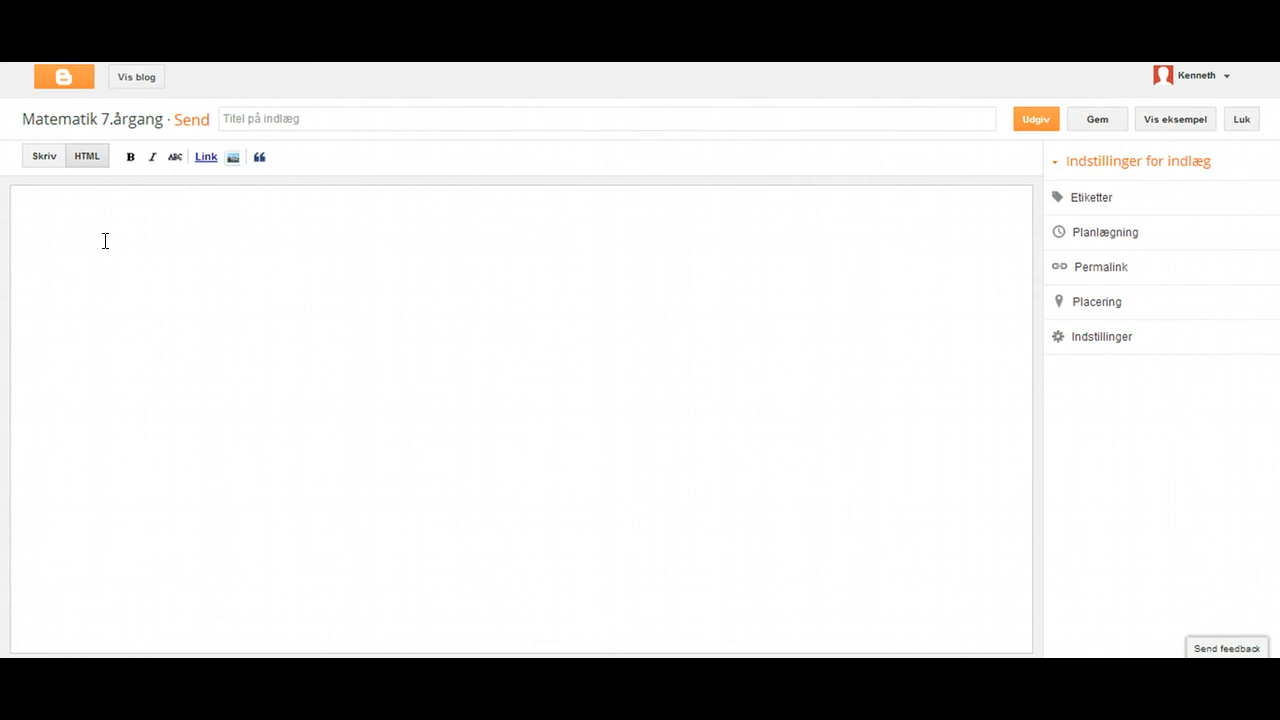 Vis blog
Kenneth
Matematik 7.årgang · Send
Titel på indlæg
Udgiv
Gem
Vis eksempel
Luk
Skriv
HTML
B
I
ABC
Link
Indstillinger for indlæg
Etiketter
Planlægning
Permalink
Placering
Indstillinger
Send feedback